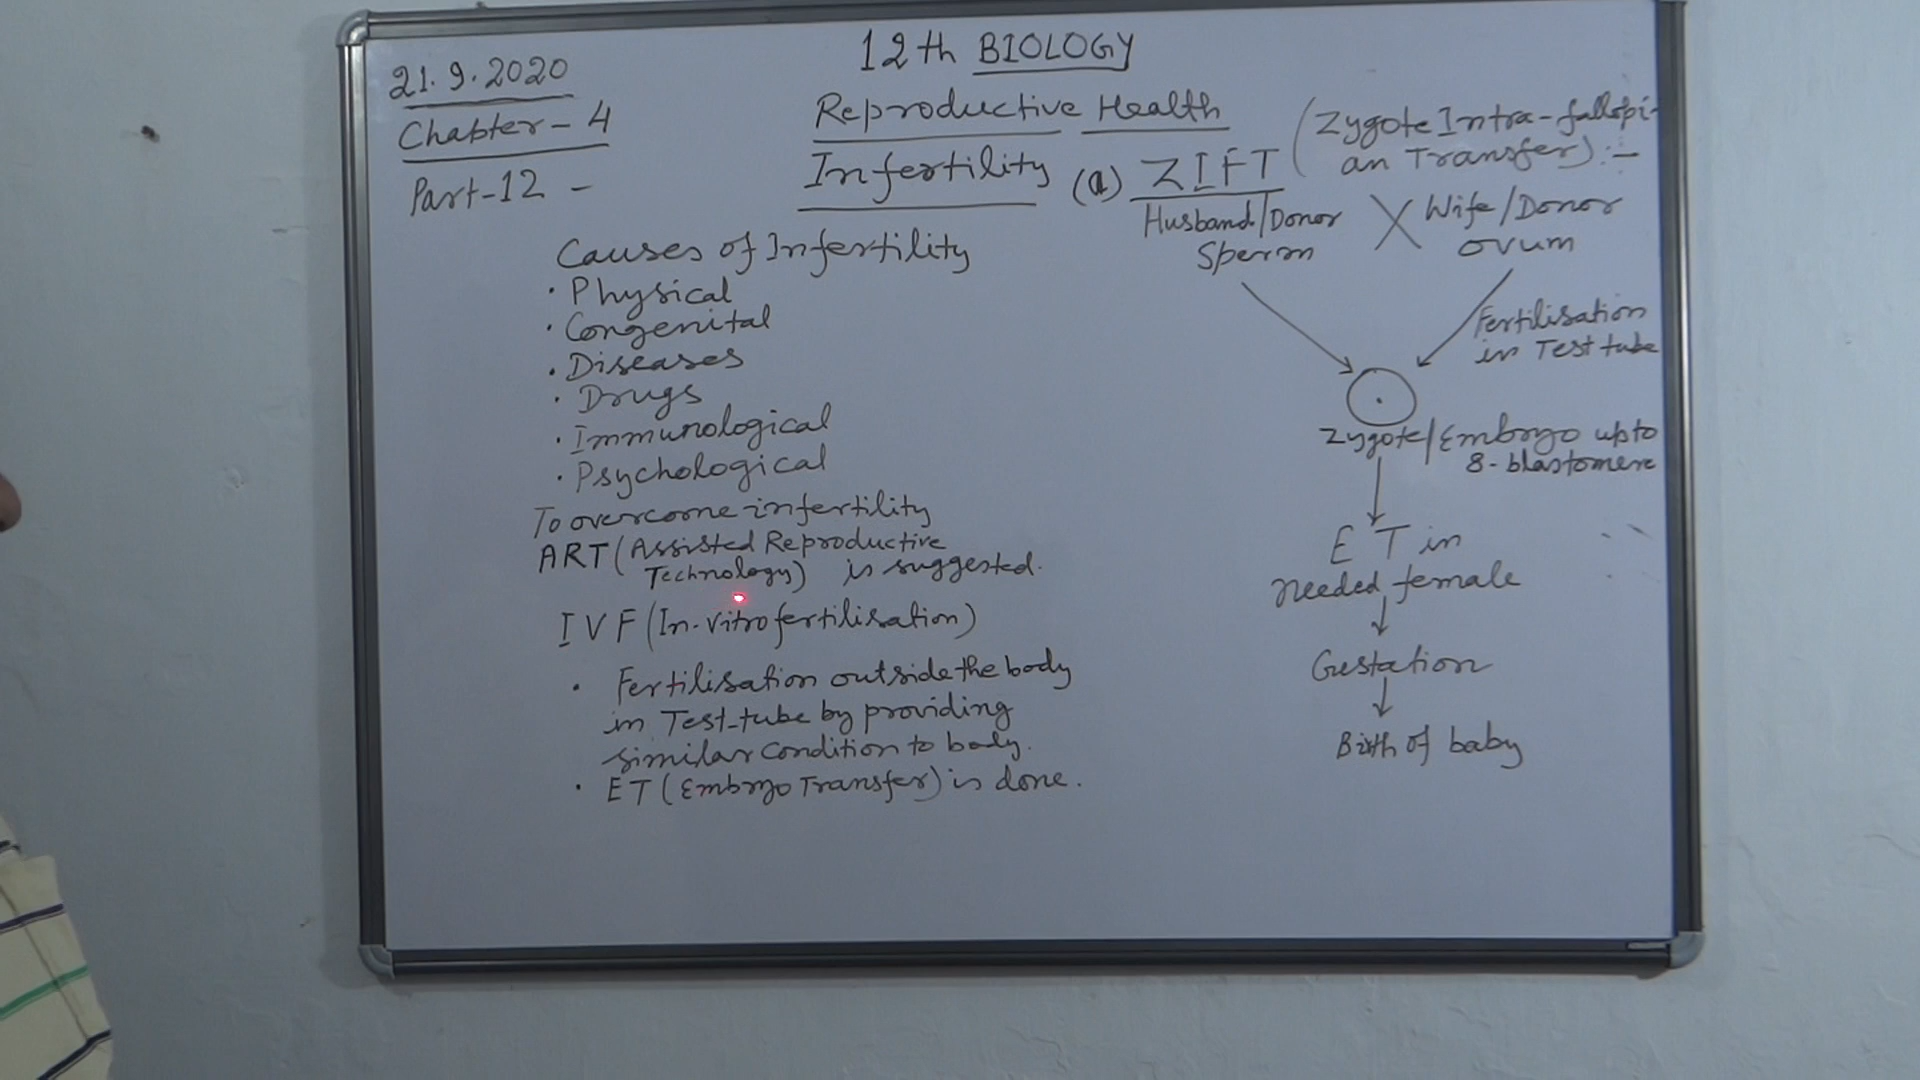 21.9.2020
Chapter-4
Part-12 -
12th BIOLOGY
Reproductive Health
Infertility
Causes of Infertility
· Physical
· Congenital
· Diseases
· Drugs
· Immunological
· Psychological
To overcome infertility
ART (Assisted Reproductive
Technology) is suggested.
IVF (In-vitro fertilisation)
· Fertilisation outside the body
in Test-tube by providing
similar condition to body.
· ET (Embryo Transfer) is done.
(a) ZIFT (Zygote Intra-fallopi-
an Transfer) :-
Husband/Donor X Wife/Donor
Sperm ovum
Fertilisation
in Test tube
Zygote/Embryo upto
8-blastomere
ET in
needed female
Gestation
Birth of baby